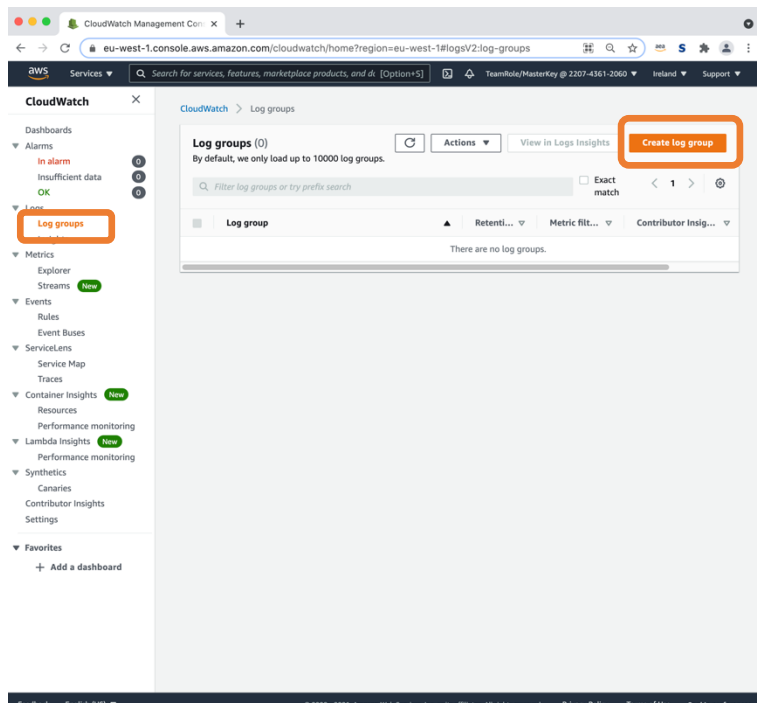 CloudWatch Management Con
eu-west-1.console.aws.amazon.com/cloudwatch/home?region=eu-west-1#logsV2:log-groups
aws Services Search for services, features, marketplace products, and dc [Option+S] TeamRole/MasterKey @ 2207-4361-2060 Ireland Support
CloudWatch
CloudWatch > Log groups
Dashboards
Alarms
In alarm 0
Insufficient data 0
OK 0
Logs
Log groups
Metrics
Explorer
Streams New
Events
Rules
Event Buses
ServiceLens
Service Map
Traces
Container Insights New
Resources
Performance monitoring
Lambda Insights New
Performance monitoring
Synthetics
Canaries
Contributor Insights
Settings
Favorites
+ Add a dashboard
Log groups (0)
Actions View in Logs Insights Create log group
By default, we only load up to 10000 log groups.
Filter log groups or try prefix search
Exact
match
< 1 >
Log group Retenti... Metric filt... Contributor Insig...
There are no log groups.